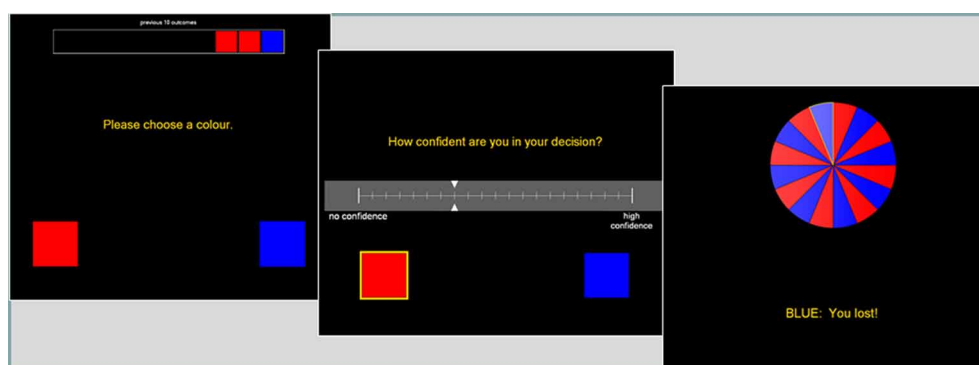 previous 10 outcomes
Please choose a colour.
How confident are you in your decision?
no confidence
high
confidence
BLUE: You lost!